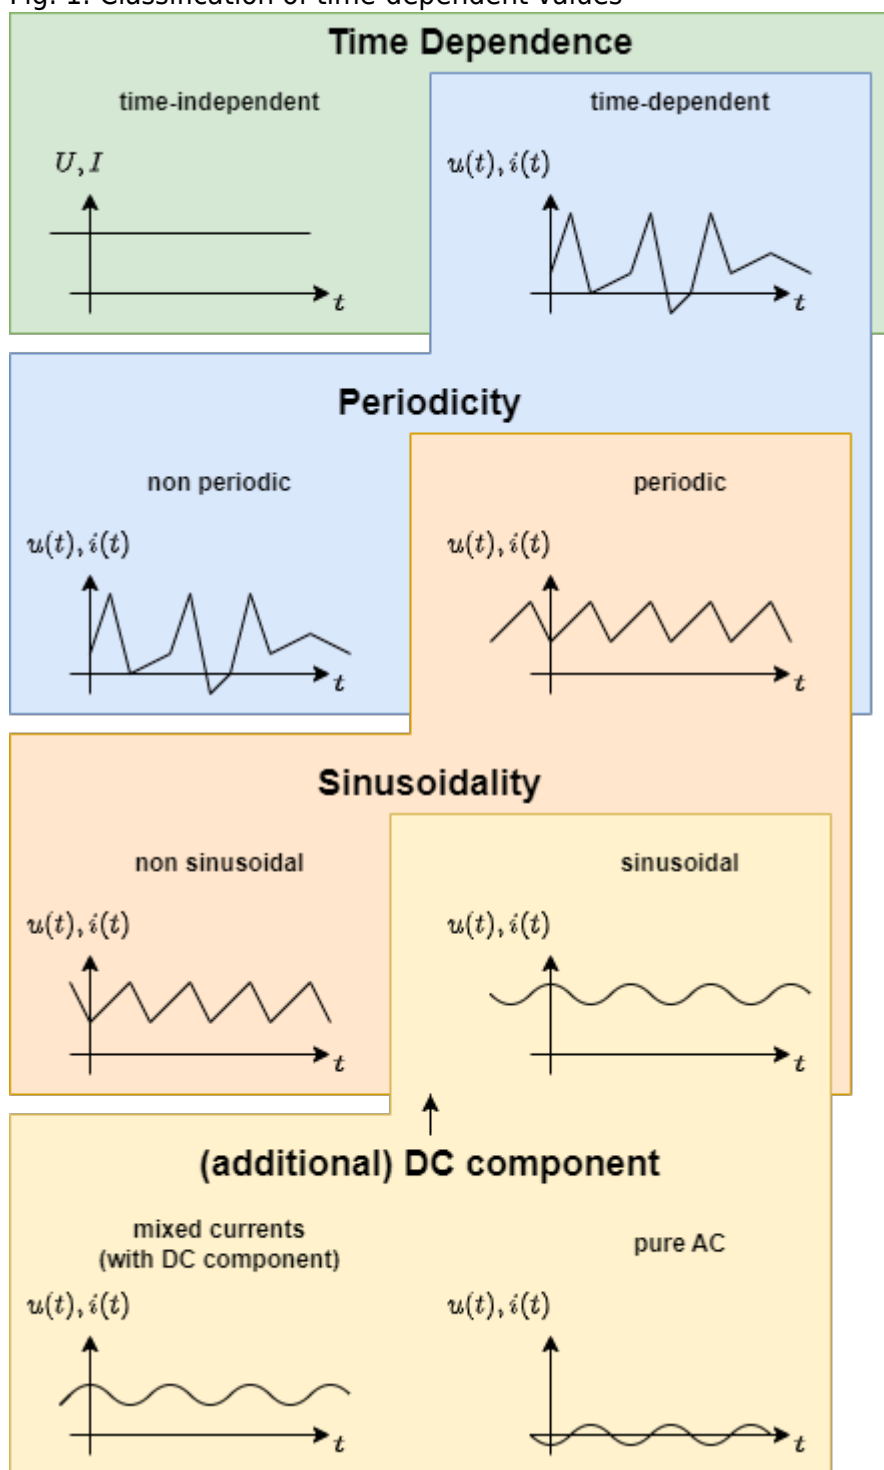 Fig. 1: Classification of time-dependent values
Time Dependence
time-independent
time-dependent
U, I
u(t), i(t)
t
t
Periodicity
non periodic
periodic
u(t), i(t)
u(t), i(t)
t
t
Sinusoidality
non sinusoidal
sinusoidal
u(t), i(t)
u(t), i(t)
t
t
(additional) DC component
mixed currents
(with DC component)
pure AC
u(t), i(t)
u(t), i(t)
t
t